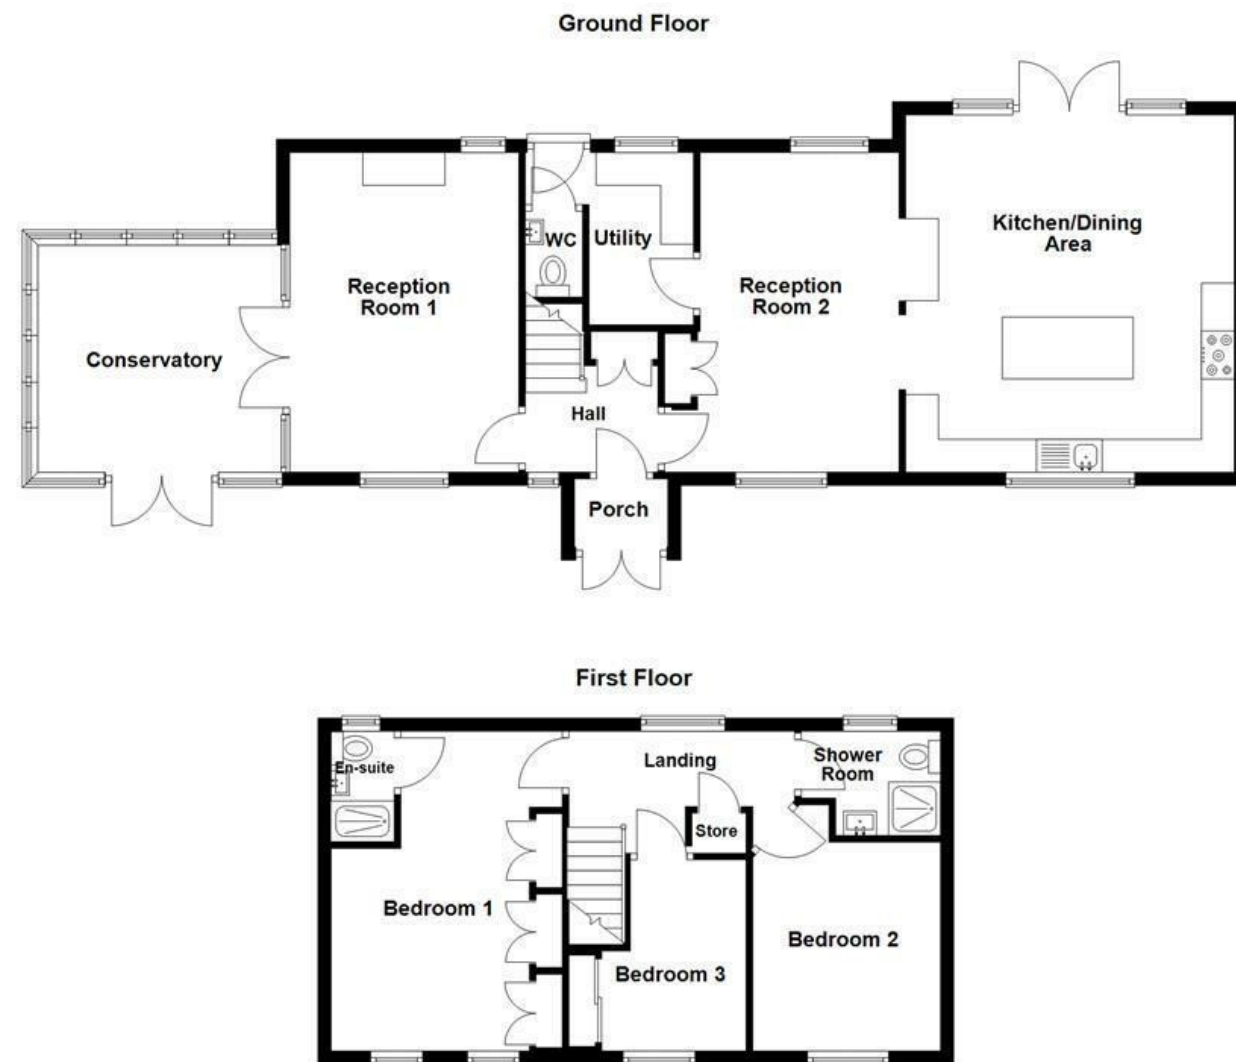 Ground Floor
Kitchen/Dining
Area
WC
Utility
Reception
Room 1
Reception
Room 2
Conservatory
Hall
Porch
First Floor
En-suite
Landing
Shower
Room
Store
Bedroom 1
Bedroom 2
Bedroom 3